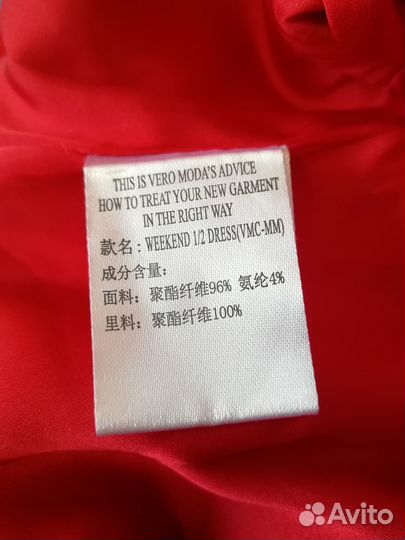 THIS IS VERO MODA'S ADVICE
HOW TO TREAT YOUR NEW GARMENT
IN THE RIGHT WAY
款名: WEEKEND 1/2 DRESS(VMC-MM)
成分含量:
面料: 聚酯纤维96% 氨纶4%
里料: 聚酯纤维100%
Avito